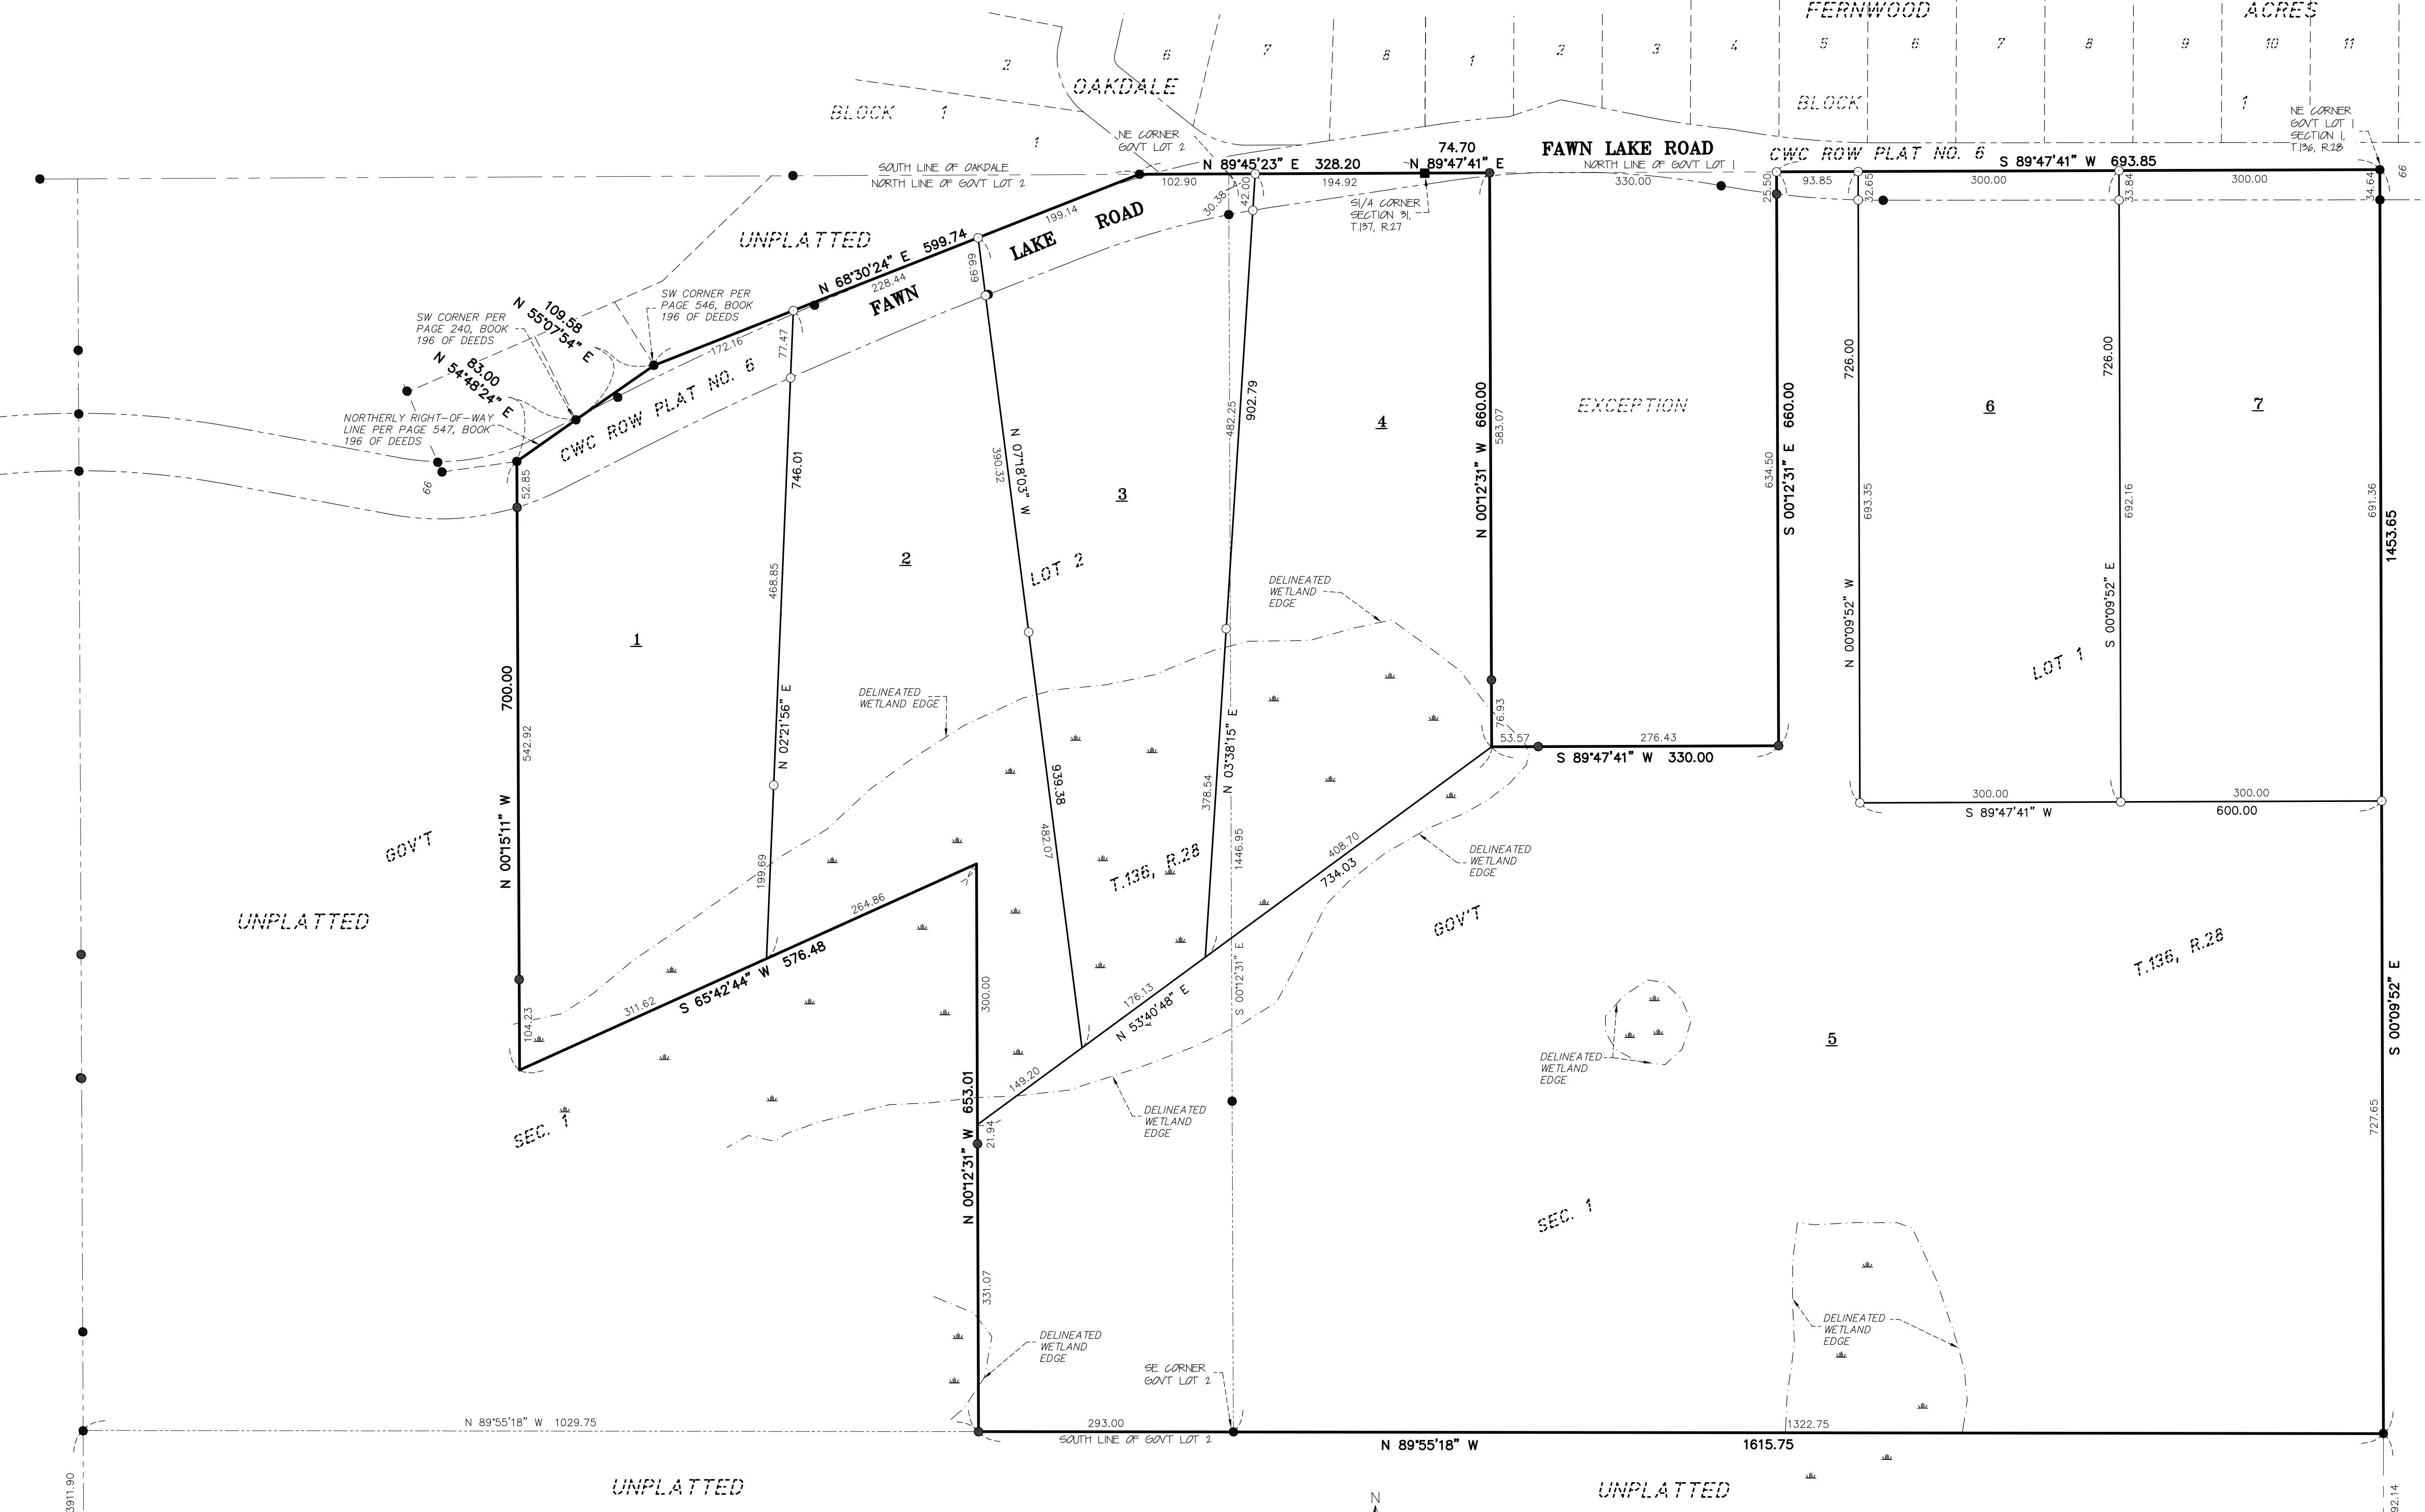 FERNWOOD
ACRES
2
6
7
8
1
2
3
4
5
6
7
8
9
10
11
OAKDALE
BLOCK 1
1
BLOCK
1
NE CORNER
GOVT LOT 1
SECTION 1,
T.136, R.28
NE CORNER
GOVT LOT 2
SOUTH LINE OF OAKDALE
NORTH LINE OF GOVT LOT 2
N 89°45'23" E 328.20
74.70
N 89°47'41" E
FAWN LAKE ROAD
NORTH LINE OF GOVT LOT 1
CWC ROW PLAT NO. 6
S 89°47'41" W 693.85
66
102.90
194.92
330.00
93.85
300.00
300.00
30.38
42.00
25.50
32.65
33.84
34.64
S1/4 CORNER
SECTION 31,
T.137, R.27
UNPLATTED
199.14
N 68°30'24" E 599.74
228.44
FAWN
LAKE
ROAD
66.99
172.16
77.47
SW CORNER PER
PAGE 546, BOOK
196 OF DEEDS
109.58
N 55°07'54" E
SW CORNER PER
PAGE 240, BOOK
196 OF DEEDS
83.00
N 54°48'24" E
NORTHERLY RIGHT-OF-WAY
LINE PER PAGE 547, BOOK
196 OF DEEDS
CWC ROW PLAT NO. 6
66
52.85
746.01
468.85
N 02°21'56" E
199.69
390.32
N 07°18'03" W
939.38
482.07
482.25
902.79
N 03°38'15" E
378.54
1446.95
S 00°12'31" E
N 00°12'31" W 660.00
583.07
76.93
EXCEPTION
634.50
S 00°12'31" E 660.00
726.00
693.35
N 00°09'52" W
726.00
692.16
S 00°09'52" E
691.36
1453.65
1
2
3
4
6
7
LOT 2
LOT 1
DELINEATED
WETLAND
EDGE
DELINEATED
WETLAND EDGE
700.00
542.92
N 00°15'11" W
104.23
53.57
276.43
S 89°47'41" W 330.00
300.00
300.00
S 89°47'41" W
600.00
GOV'T
UNPLATTED
264.86
S 65°42'44" W 576.48
311.62
300.00
T.136, R.28
408.70
734.03
176.13
N 53°40'48" E
149.20
DELINEATED
WETLAND
EDGE
GOV'T
T.136, R.28
S 00°09'52" E
727.65
5
DELINEATED
WETLAND
EDGE
SEC. 1
N 00°12'31" W 653.01
21.94
331.07
DELINEATED
WETLAND
EDGE
SEC. 1
DELINEATED
WETLAND
EDGE
DELINEATED
WETLAND
EDGE
SE CORNER
GOVT LOT 2
N 89°55'18" W 1029.75
293.00
SOUTH LINE OF GOVT LOT 2
1322.75
N 89°55'18" W
1615.75
UNPLATTED
UNPLATTED
3911.90
92.14
N